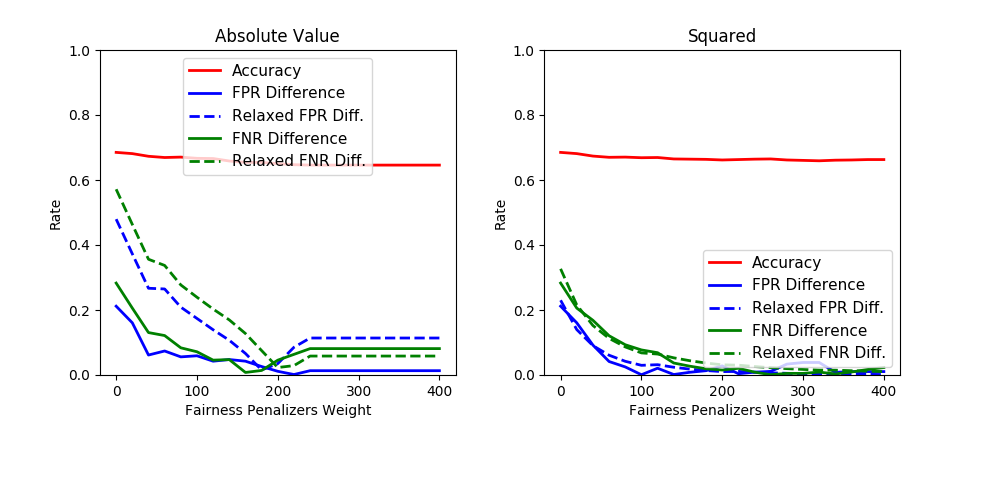 Absolute Value
1.0
0.8
0.6
0.4
0.2
0.0
Rate
Accuracy
FPR Difference
Relaxed FPR Diff.
FNR Difference
Relaxed FNR Diff.
0 100 200 300 400
Fairness Penalizers Weight
Squared
1.0
0.8
0.6
0.4
0.2
0.0
Rate
Accuracy
FPR Difference
Relaxed FPR Diff.
FNR Difference
Relaxed FNR Diff.
0 100 200 300 400
Fairness Penalizers Weight